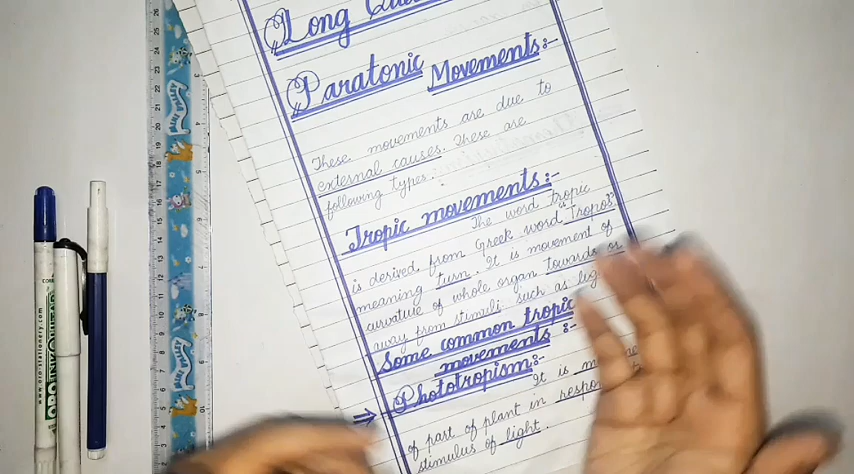 Long
Paratonic Movements:-
These movements are due to
external causes. These are
following types.
Tropic movements:-
The word tropic
is derived from Greek word "Tropos"
meaning turn. It is movement of
curvature of whole organ towards or
away from stimuli such as
Some common tropic
movements :-
⇒ Phototropism:-
It is
of part of plant in
stimulus of light.